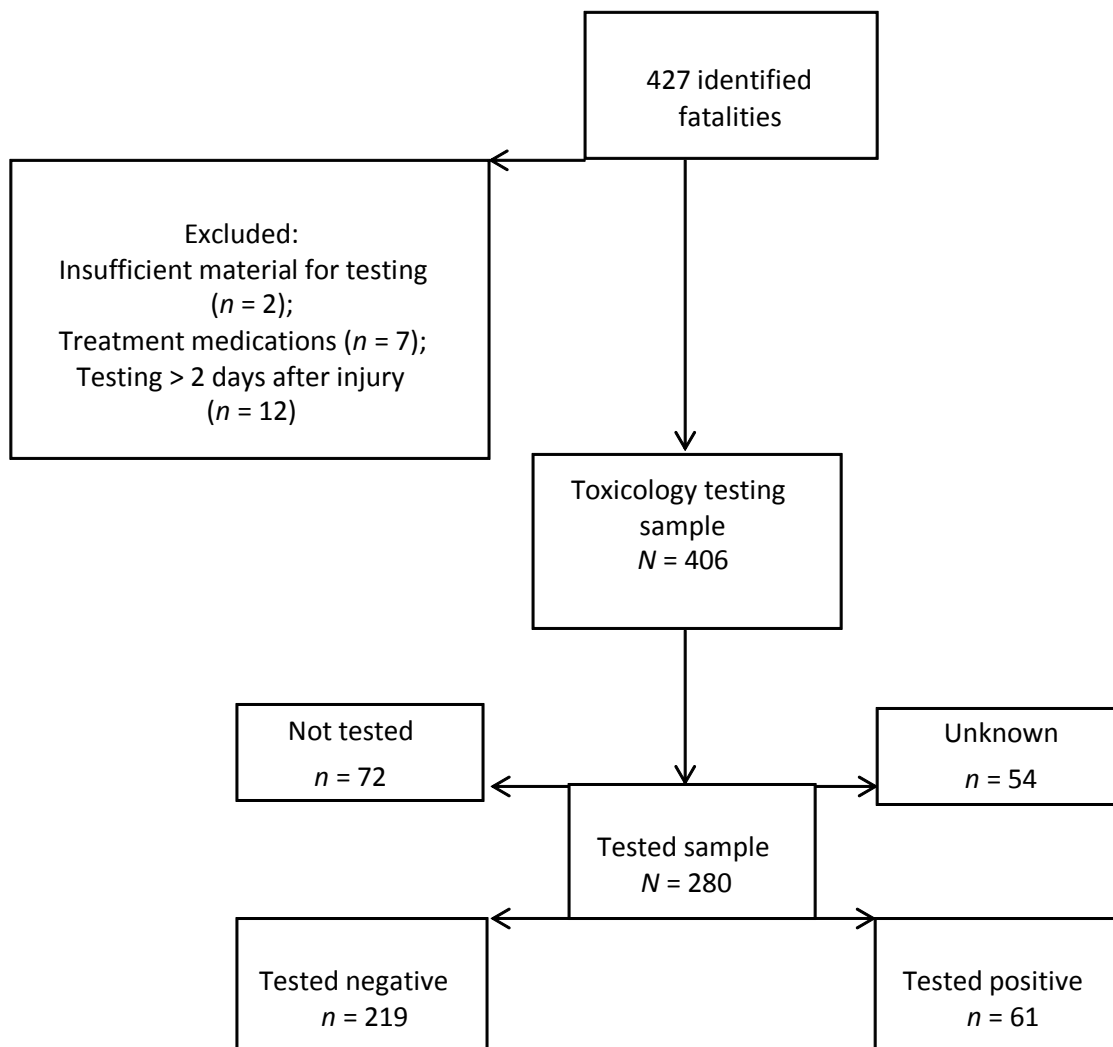 427 identified
fatalities
Excluded:
Insufficient material for testing
(n = 2);
Treatment medications (n = 7);
Testing > 2 days after injury
(n = 12)
Toxicology testing
sample
N = 406
Not tested
n = 72
Unknown
n = 54
Tested sample
N = 280
Tested negative
n = 219
Tested positive
n = 61